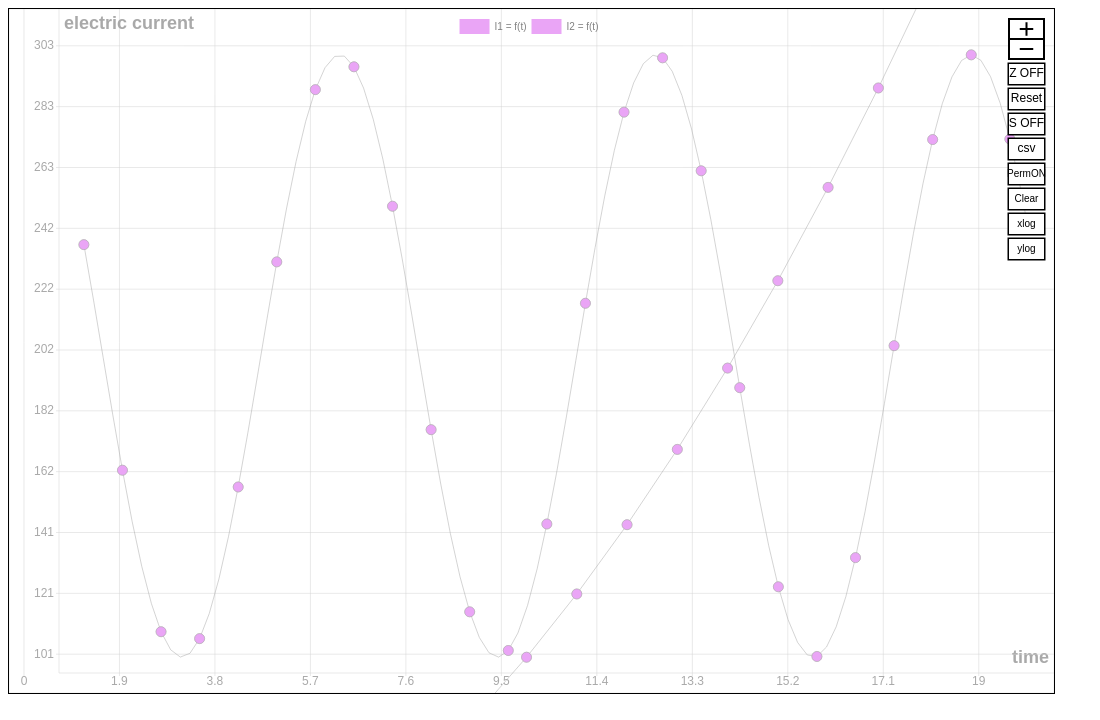 electric current
I1 = f(t) I2 = f(t)
303
283
263
242
222
202
182
162
141
121
101
0 1.9 3.8 5.7 7.6 9.5 11.4 13.3 15.2 17.1 19
time
+
−
Z OFF
Reset
S OFF
csv
PermON
Clear
xlog
ylog